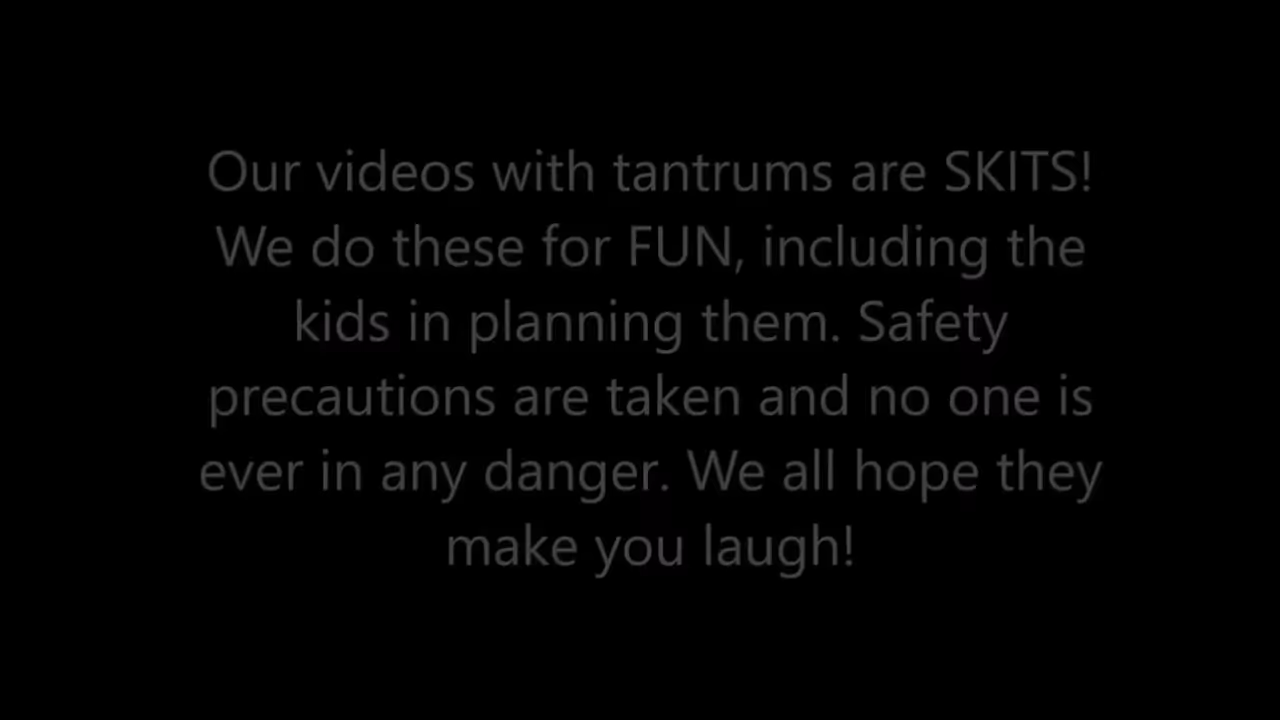 Our videos with tantrums are SKITS!
We do these for FUN, including the
kids in planning them. Safety
precautions are taken and no one is
ever in any danger. We all hope they
make you laugh!